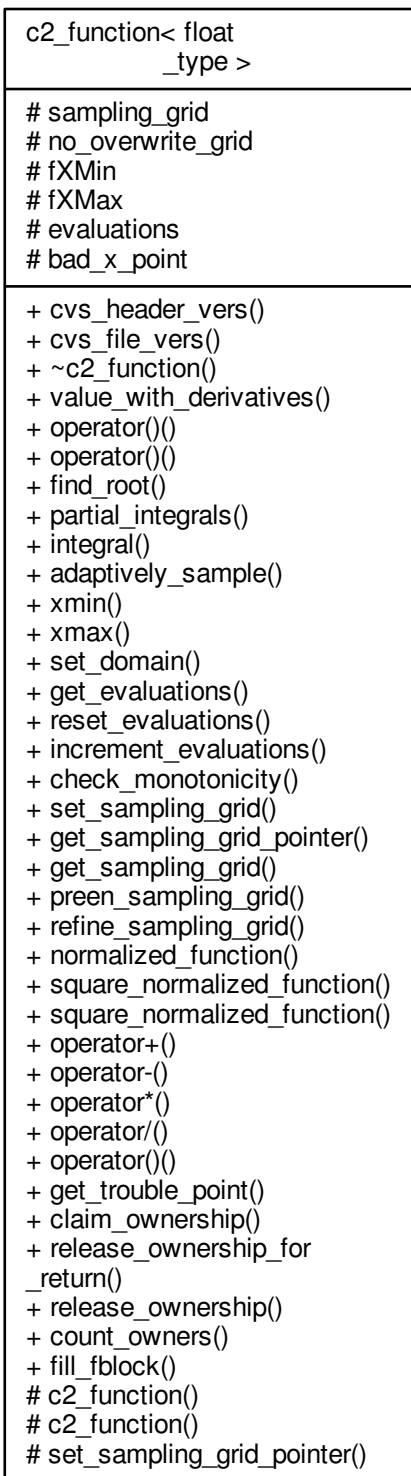 c2_function< float
_type >
# sampling_grid
# no_overwrite_grid
# fXMin
# fXMax
# evaluations
# bad_x_point
+ cvs_header_vers()
+ cvs_file_vers()
+ ~c2_function()
+ value_with_derivatives()
+ operator()()
+ operator()()
+ find_root()
+ partial_integrals()
+ integral()
+ adaptively_sample()
+ xmin()
+ xmax()
+ set_domain()
+ get_evaluations()
+ reset_evaluations()
+ increment_evaluations()
+ check_monotonicity()
+ set_sampling_grid()
+ get_sampling_grid_pointer()
+ get_sampling_grid()
+ preen_sampling_grid()
+ refine_sampling_grid()
+ normalized_function()
+ square_normalized_function()
+ square_normalized_function()
+ operator+()
+ operator-()
+ operator*()
+ operator/()
+ operator()()
+ get_trouble_point()
+ claim_ownership()
+ release_ownership_for
_return()
+ release_ownership()
+ count_owners()
+ fill_fblock()
# c2_function()
# c2_function()
# set_sampling_grid_pointer()